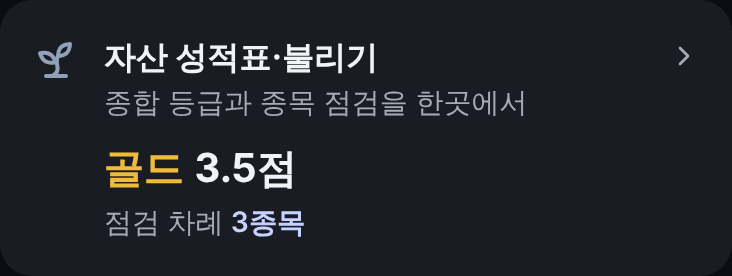 자산 성적표·불리기
종합 등급과 종목 점검을 한곳에서
골드 3.5점
점검 차례 3종목